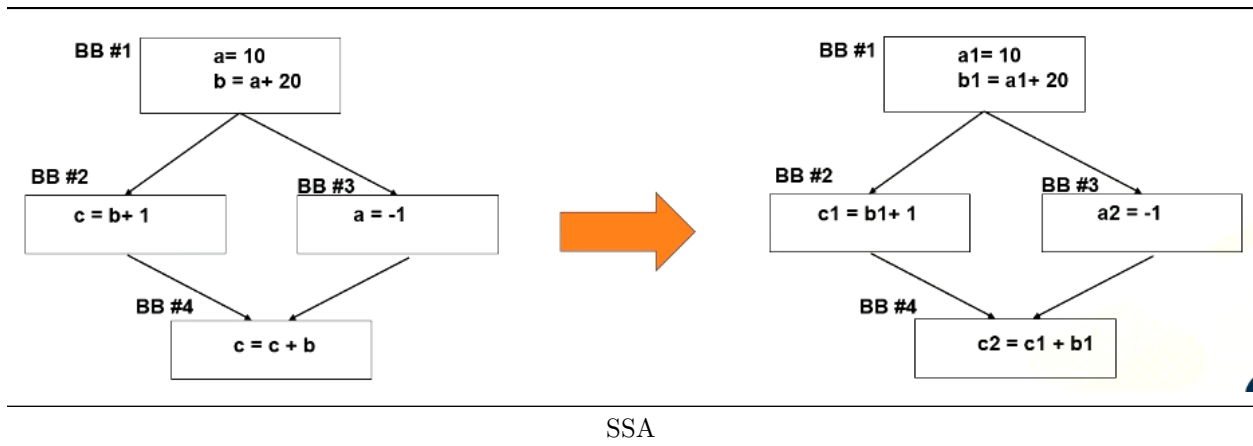 BB #1
a= 10
b = a+ 20
BB #2
c = b+ 1
BB #3
a = -1
BB #4
c = c + b
BB #1
a1= 10
b1 = a1+ 20
BB #2
c1 = b1+ 1
BB #3
a2 = -1
BB #4
c2 = c1 + b1
SSA